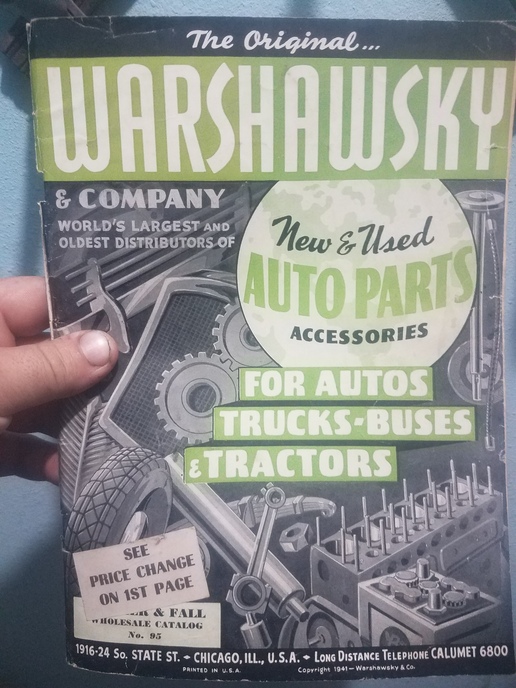 The Original...
WARSHAWSKY
& COMPANY
WORLD'S LARGEST AND
OLDEST DISTRIBUTORS OF
New & Used
AUTO PARTS
ACCESSORIES
FOR AUTOS
TRUCKS-BUSES
& TRACTORS
SEE
PRICE CHANGE
ON 1ST PAGE
& FALL
WHOLESALE CATALOG
No. 95
1916-24 So. STATE ST. - CHICAGO, ILL., U.S.A. - LONG DISTANCE TELEPHONE CALUMET 6800
PRINTED IN U.S.A. Copyright 1941-Warshawsky & Co.